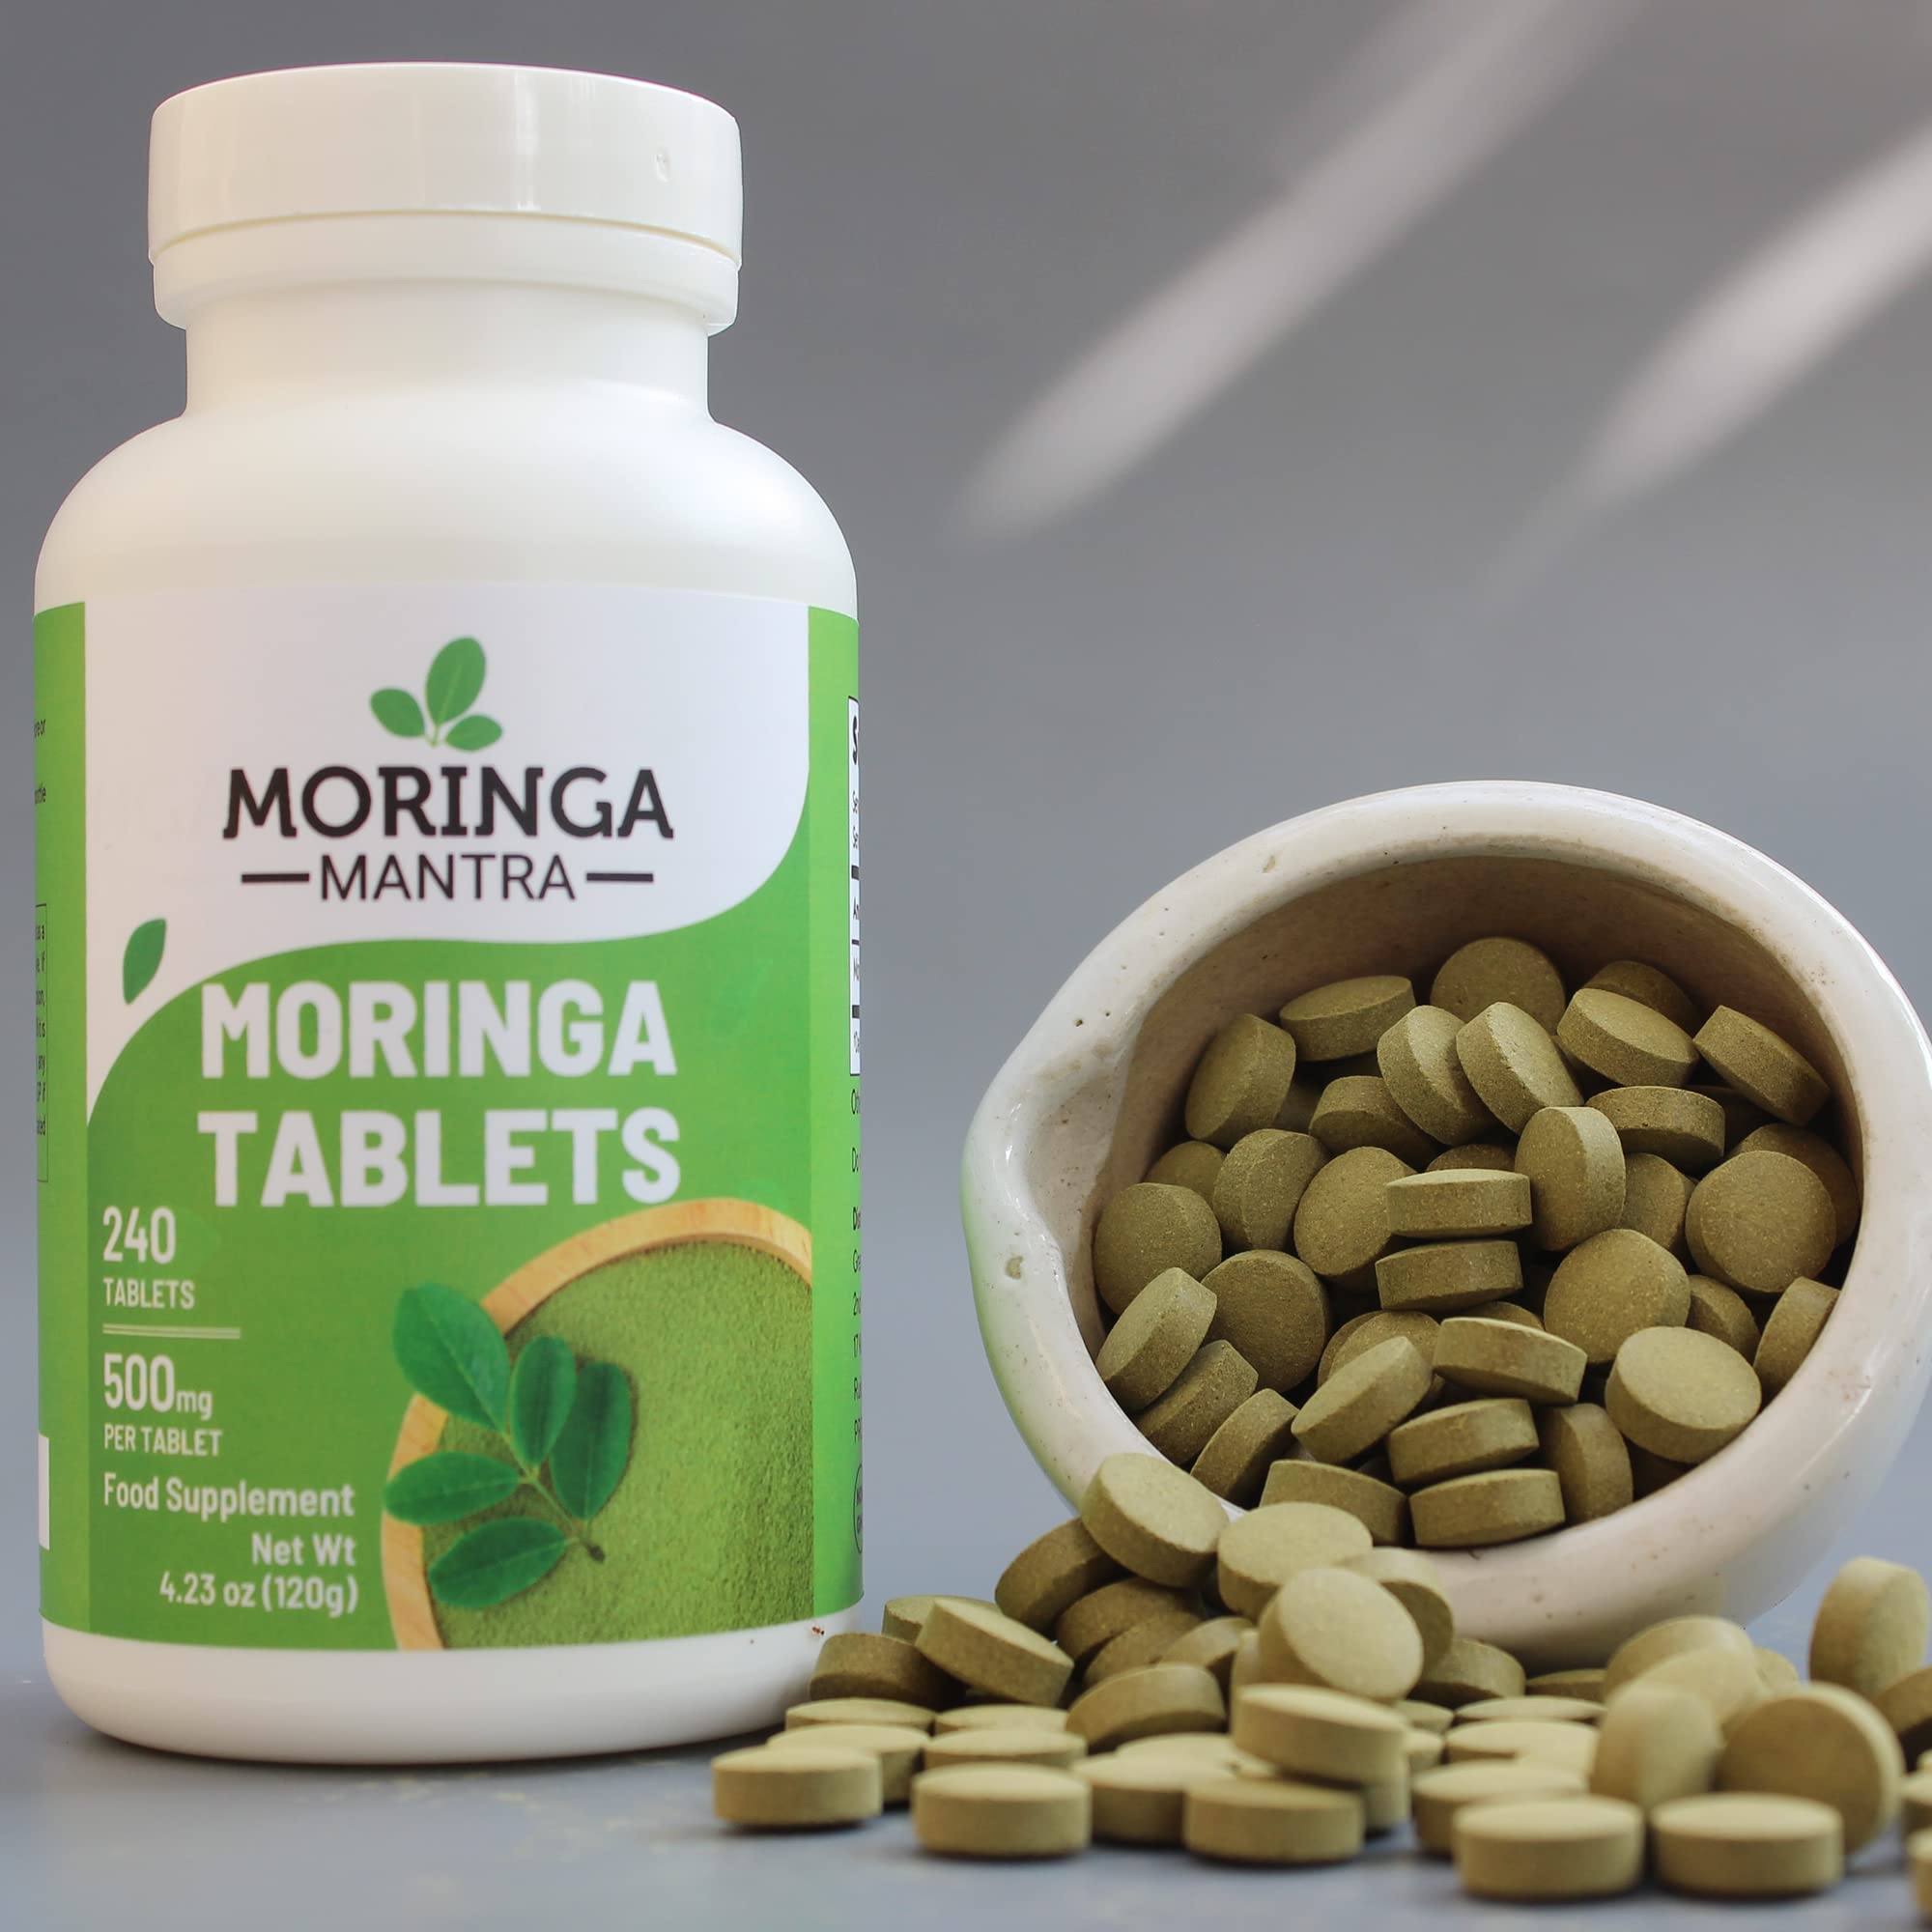 MORINGA
MANTRA
MORINGA
TABLETS
240
TABLETS
500mg
PER TABLET
Food Supplement
Net Wt
4.23 oz (120g)